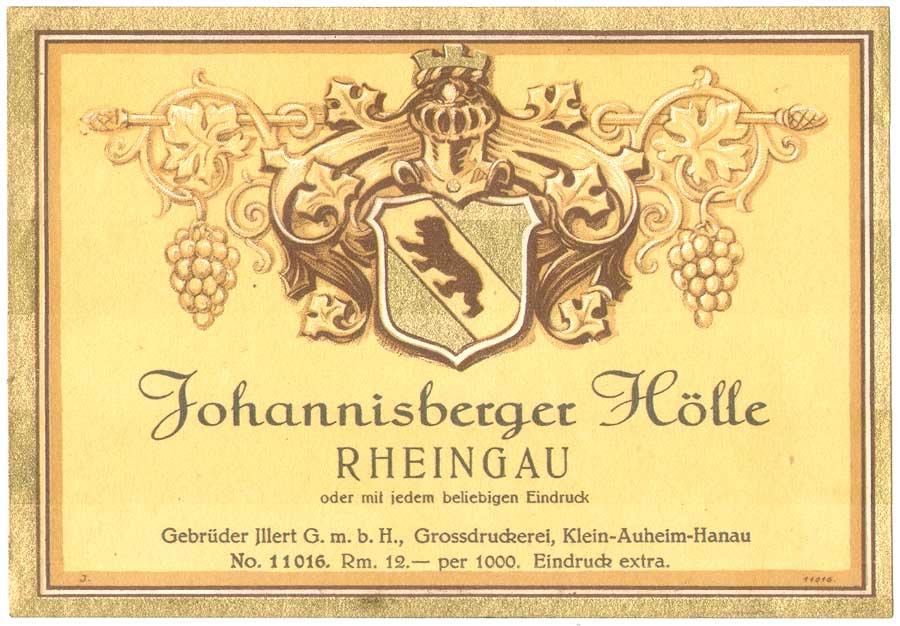 Johannisberger Hölle
RHEINGAU
oder mit jedem beliebigen Eindruck
Gebrüder Jllert G. m. b. H., Grossdruckerei, Klein-Auheim-Hanau
No. 11016. Rm. 12.— per 1000. Eindruck extra.
J. 11016.